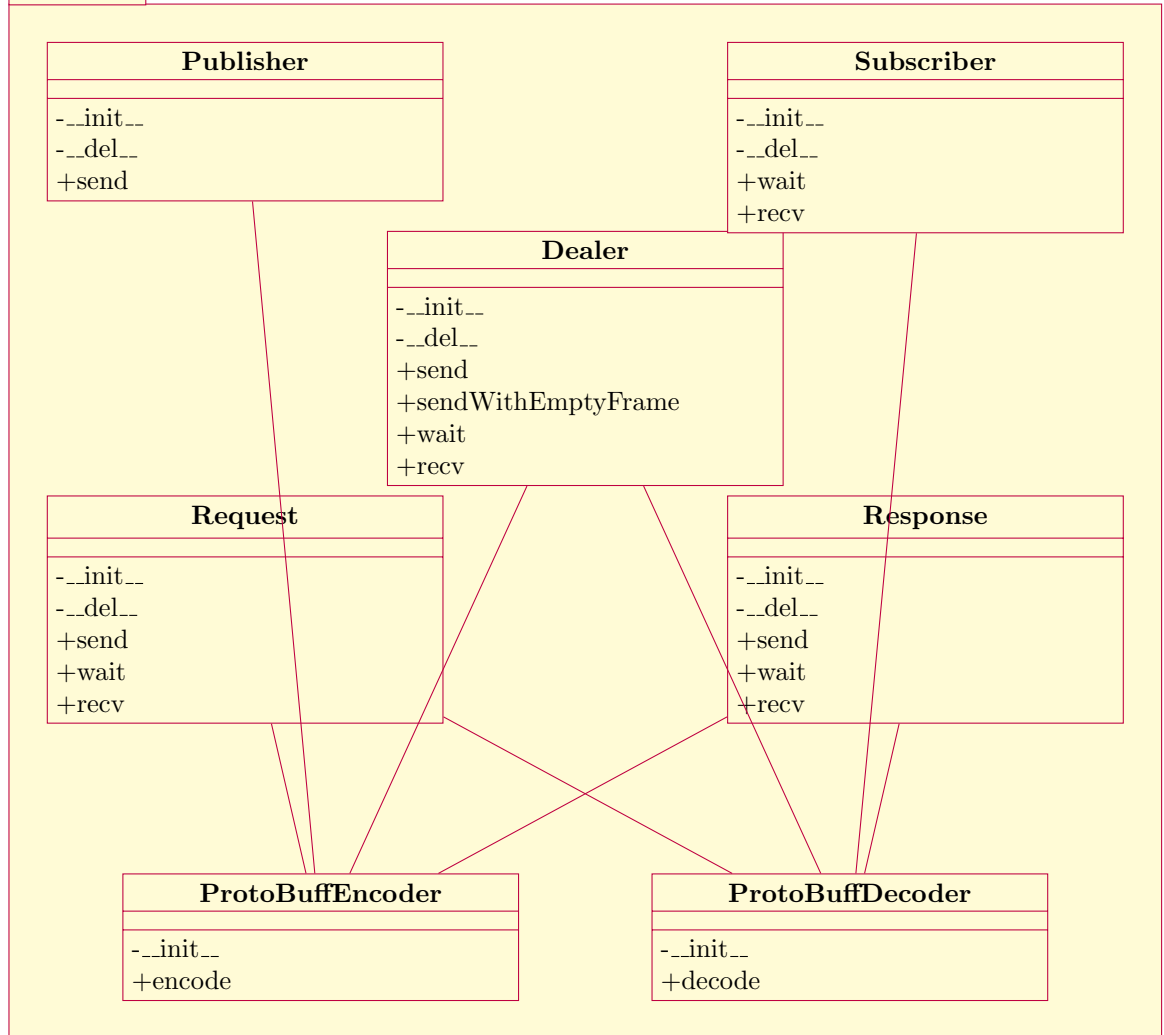 Publisher
-__init__
-__del__
+send
Subscriber
-__init__
-__del__
+wait
+recv
Dealer
-__init__
-__del__
+send
+sendWithEmptyFrame
+wait
+recv
Request
-__init__
-__del__
+send
+wait
+recv
Response
-__init__
-__del__
+send
+wait
+recv
ProtoBuffEncoder
-__init__
+encode
ProtoBuffDecoder
-__init__
+decode